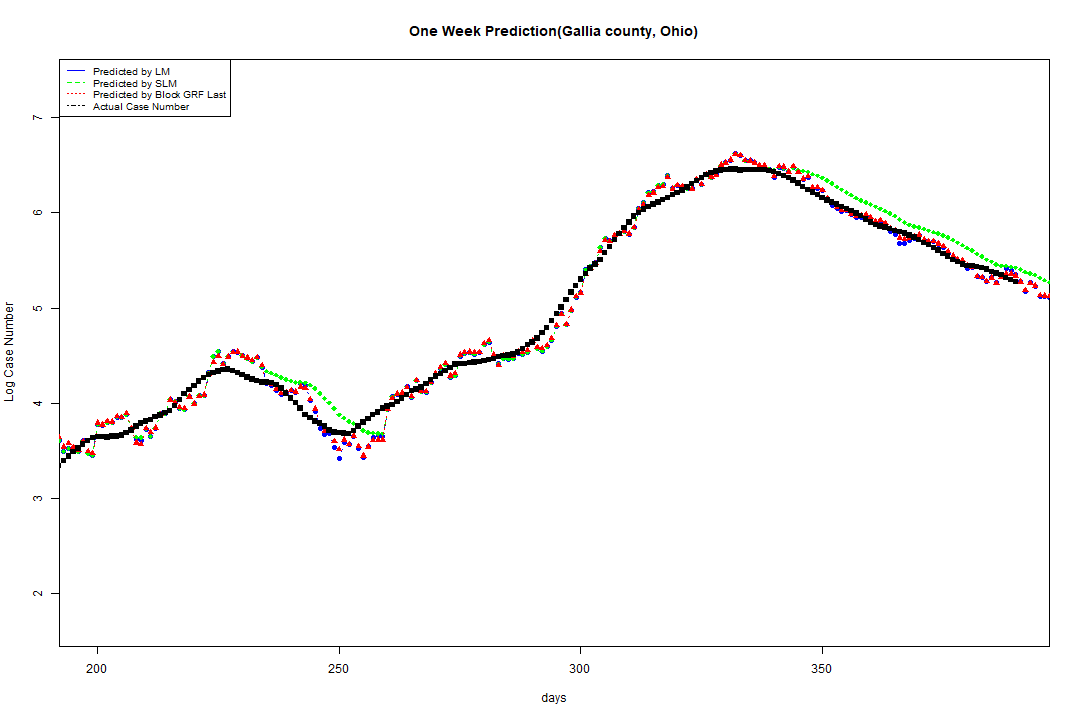 One Week Prediction(Gallia county, Ohio)
Predicted by LM
Predicted by SLM
Predicted by Block GRF Last
Actual Case Number
7
6
5
4
3
2
Log Case Number
200 250 300 350
days